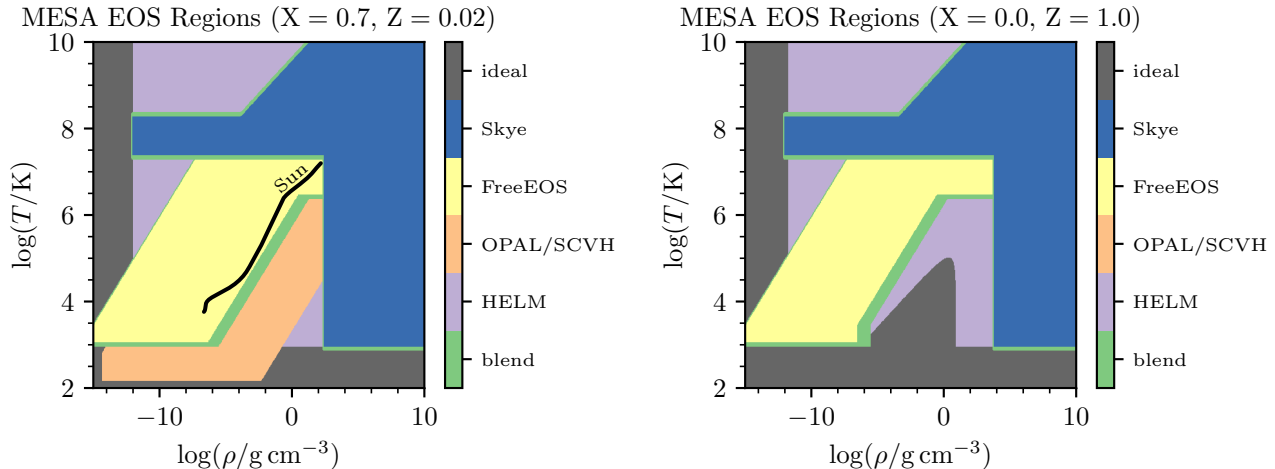 MESA EOS Regions (X = 0.7, Z = 0.02)
10
8
6
4
2
log(T/K)
−10
0
10
log(ρ/g cm⁻³)
Sun
ideal
Skye
FreeEOS
OPAL/SCVH
HELM
blend
MESA EOS Regions (X = 0.0, Z = 1.0)
10
8
6
4
2
log(T/K)
−10
0
10
log(ρ/g cm⁻³)
ideal
Skye
FreeEOS
OPAL/SCVH
HELM
blend